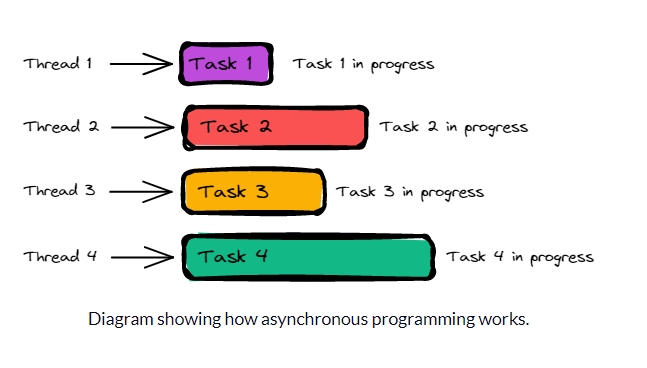 Thread 1 Task 1 Task 1 in progress
Thread 2 Task 2 Task 2 in progress
Thread 3 Task 3 Task 3 in progress
Thread 4 Task 4 Task 4 in progress
Diagram showing how asynchronous programming works.